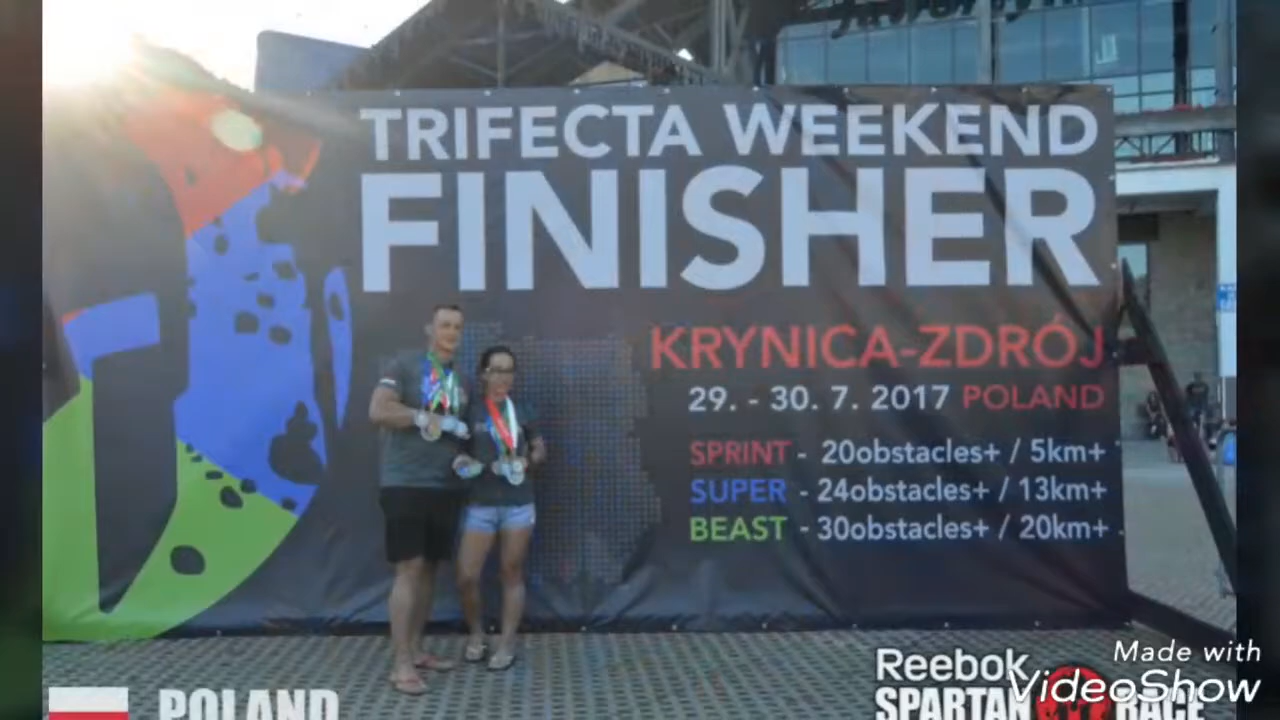 TRIFECTA WEEKEND
FINISHER
KRYNICA-ZDRÓJ
29. - 30. 7. 2017 POLAND
SPRINT - 20obstacles+ / 5km+
SUPER - 24obstacles+ / 13km+
BEAST - 30obstacles+ / 20km+
POLAND
Reebok
SPARTAN RACE
Made with
VideoShow